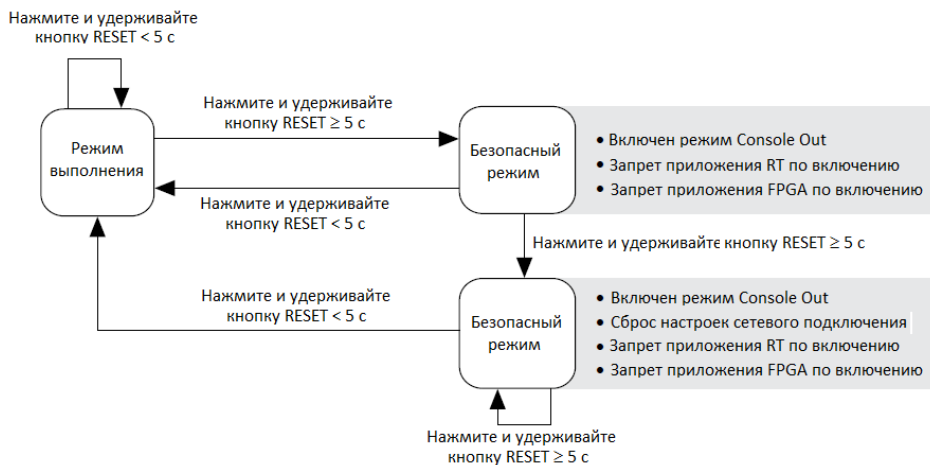 Нажмите и удерживайте
кнопку RESET < 5 с
Нажмите и удерживайте
кнопку RESET ≥ 5 с
Режим
выполнения
Безопасный
режим
• Включен режим Console Out
• Запрет приложения RT по включению
• Запрет приложения FPGA по включению
Нажмите и удерживайте
кнопку RESET < 5 с
Нажмите и удерживайте кнопку RESET ≥ 5 с
Нажмите и удерживайте
кнопку RESET < 5 с
Безопасный
режим
• Включен режим Console Out
• Сброс настроек сетевого подключения
• Запрет приложения RT по включению
• Запрет приложения FPGA по включению
Нажмите и удерживайте
кнопку RESET ≥ 5 с